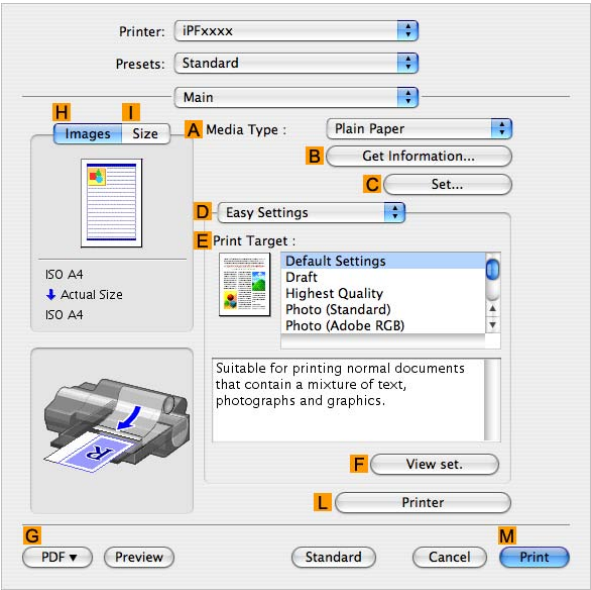 Printer: iPFxxxx
Presets: Standard
Main
H I
Images Size
A Media Type : Plain Paper
B Get Information...
C Set...
D Easy Settings
E Print Target :
Default Settings
Draft
Highest Quality
Photo (Standard)
Photo (Adobe RGB)
ISO A4
Actual Size
ISO A4
Suitable for printing normal documents
that contain a mixture of text,
photographs and graphics.
F View set.
L Printer
G M
PDF Preview Standard Cancel Print